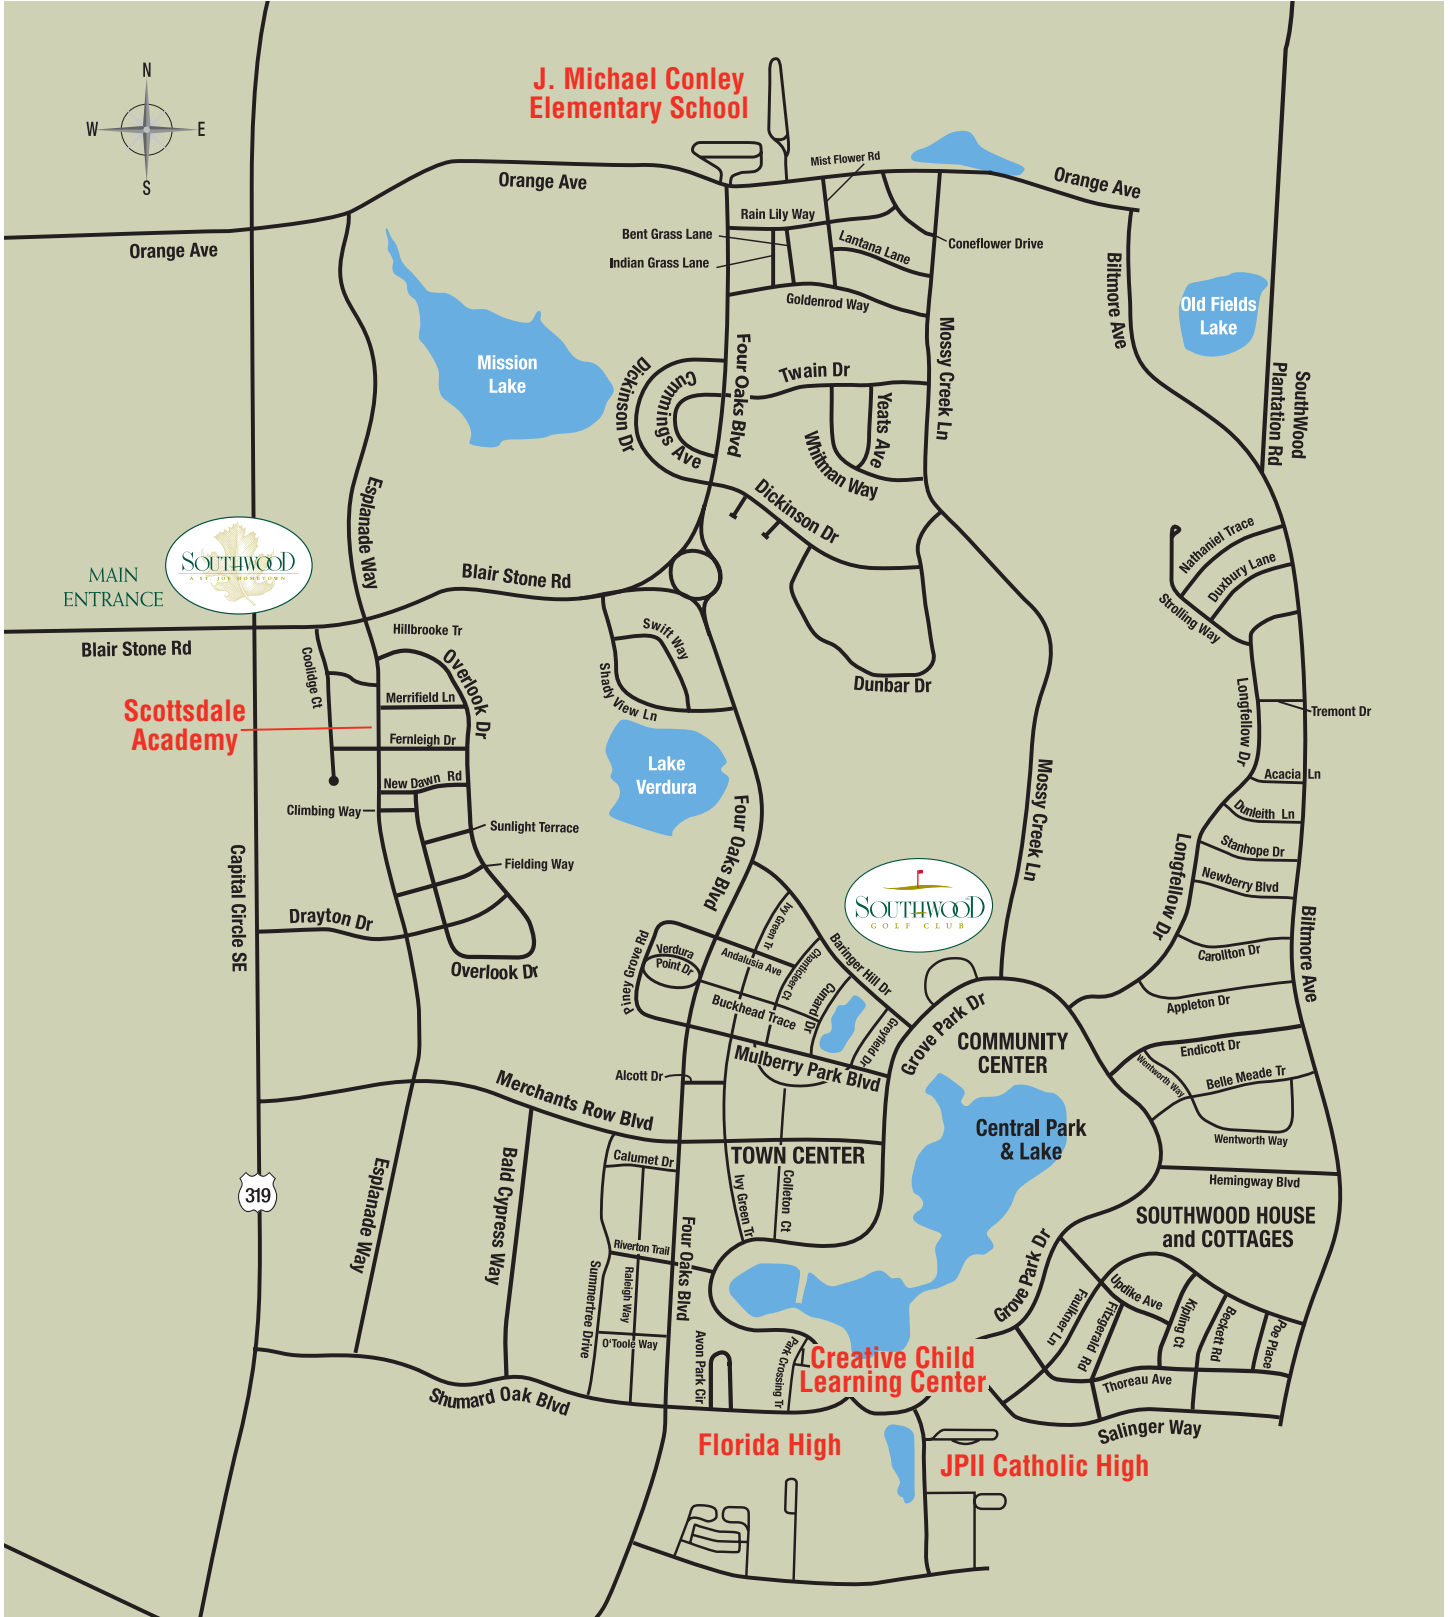 N
W
E
S
J. Michael Conley
Elementary School
Orange Ave
Orange Ave
Orange Ave
Mist Flower Rd
Rain Lily Way
Bent Grass Lane
Indian Grass Lane
Lantana Lane
Coneflower Drive
Goldenrod Way
Biltmore Ave
Old Fields
Lake
SouthWood
Plantation Rd
Mission
Lake
Four Oaks Blvd
Mossy Creek Ln
Dickinson Dr
Cummings Ave
Twain Dr
Yeats Ave
Whitman Way
Dickinson Dr
Esplanade Way
SOUTHWOOD
A ST. JOE HOMETOWN
MAIN
ENTRANCE
Blair Stone Rd
Blair Stone Rd
Nathaniel Trace
Duxbury Lane
Strolling Way
Hillbrooke Tr
Coolidge Ct
Overlook Dr
Merrifield Ln
Swift Way
Shady View Ln
Dunbar Dr
Longfellow Dr
Tremont Dr
Scottsdale
Academy
Fernleigh Dr
New Dawn Rd
Climbing Way
Sunlight Terrace
Fielding Way
Lake
Verdura
Four Oaks Blvd
Mossy Creek Ln
Acacia Ln
Dunleith Ln
Stanhope Dr
Newberry Blvd
Longfellow Dr
Capital Circle SE
Drayton Dr
Overlook Dr
SOUTHWOOD
GOLF CLUB
Ivy Green Tr
Baringer Hill Dr
Piney Grove Rd
Verdura
Point Dr
Andalusia Ave
Chanticleer Ct
Cunard Dr
Buckhead Trace
Greyfield Dr
Mulberry Park Blvd
Carollton Dr
Biltmore Ave
Appleton Dr
Grove Park Dr
COMMUNITY
CENTER
Endicott Dr
Wentworth Way
Belle Meade Tr
Wentworth Way
Alcott Dr
Merchants Row Blvd
Central Park
& Lake
TOWN CENTER
Calumet Dr
Hemingway Blvd
319
Esplanade Way
Bald Cypress Way
Ivy Green Tr
Colleton Ct
Four Oaks Blvd
Riverton Trail
Raleigh Way
Summertree Drive
O'Toole Way
SOUTHWOOD HOUSE
and COTTAGES
Grove Park Dr
Updike Ave
Faulkner Ln
Fitzgerald Rd
Kipling Ct
Beckett Rd
Poe Place
Avon Park Cir
Park Crossing Tr
Creative Child
Learning Center
Thoreau Ave
Shumard Oak Blvd
Salinger Way
Florida High
JPII Catholic High